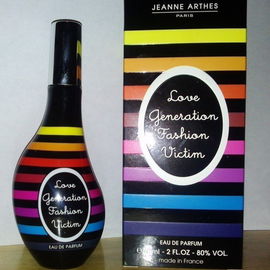 JEANNE ARTHES
PARIS
Love
Generation
Fashion
Victim
EAU DE PARFUM
ml - 2 FL.OZ - 80% VOL.
made in France
Love
Generation
Fashion
Victim
EAU DE PARFUM